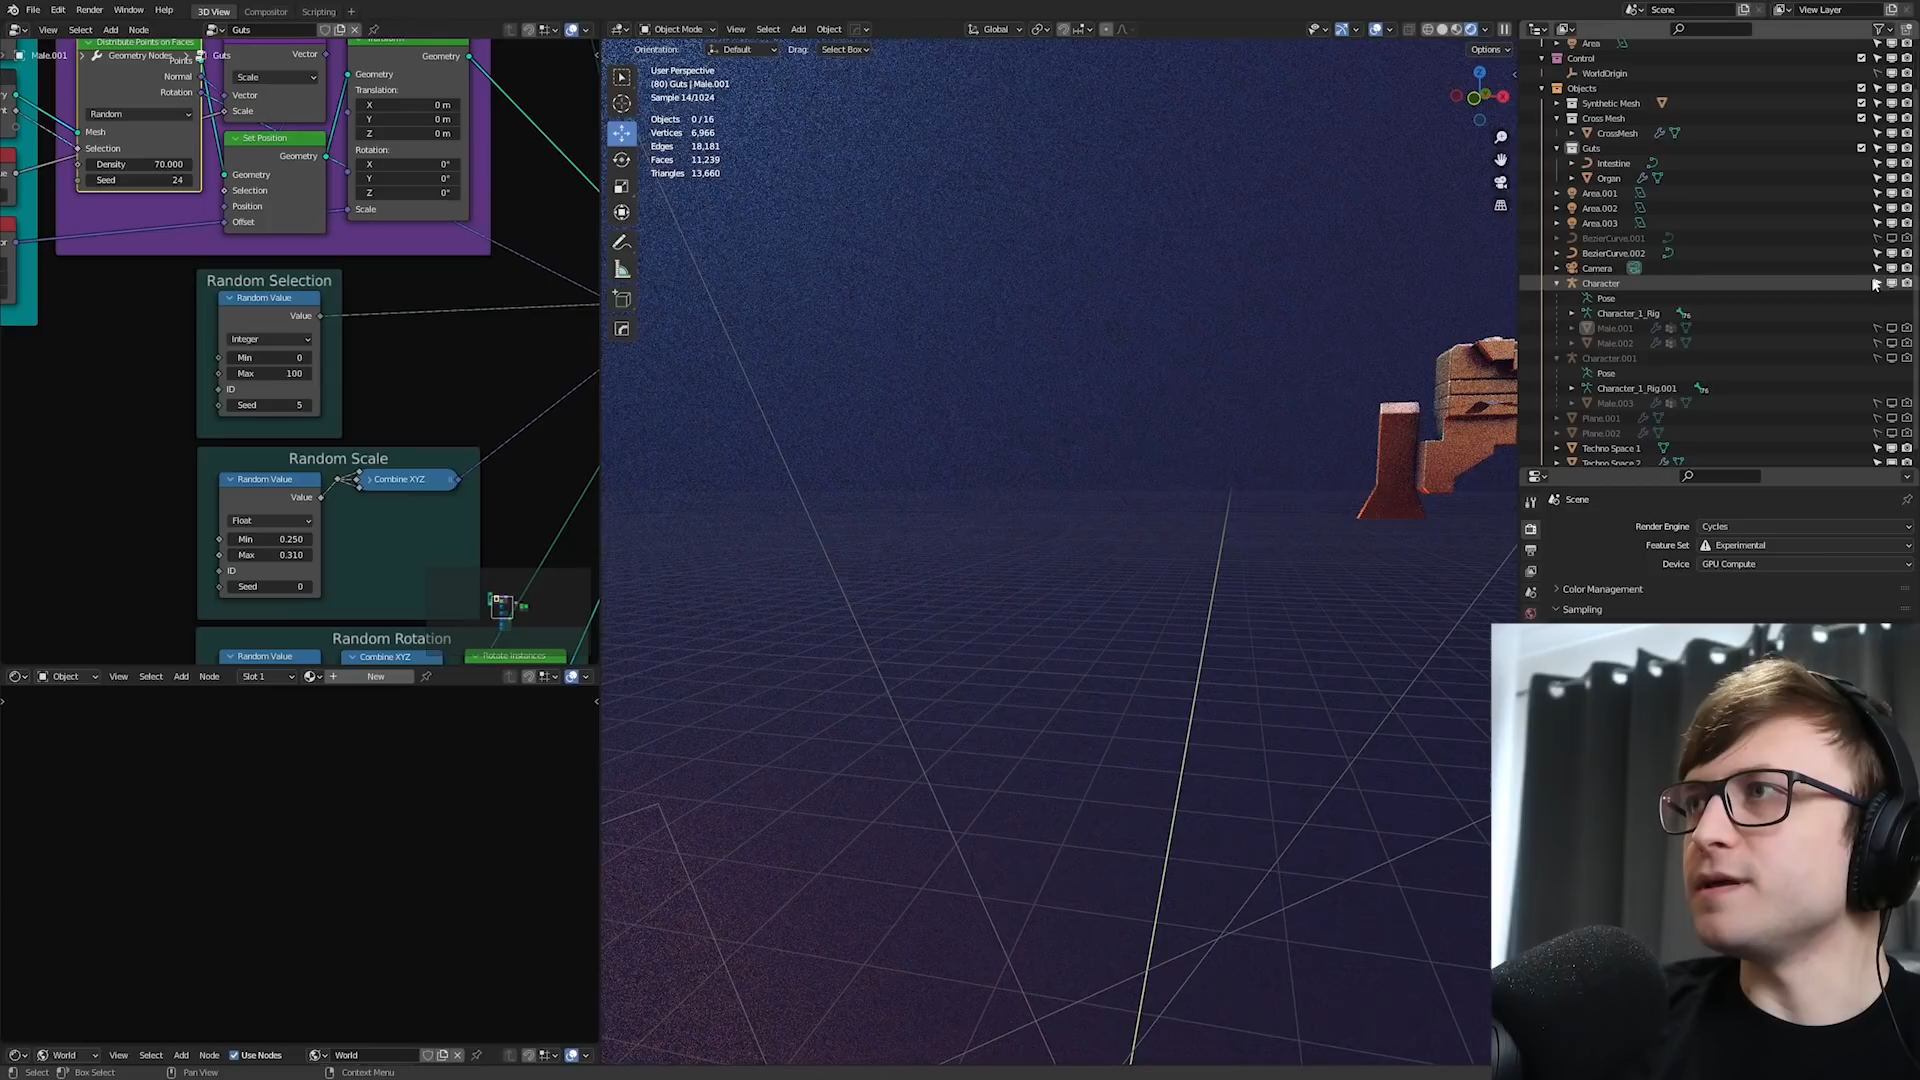 File Edit Render Window Help 3D View Compositor Scripting + Scene View Layer
View Select Add Node Guts
Object Mode View Select Add Object Global
Orientation: Default Drag: Select Box Options
Distribute Points on Faces
Male.001 Geometry Nodes Guts
Points
Normal
Rotation
Random
Mesh
Selection
Density 70.000
Seed 24
Vector
Scale
Vector
Scale
Set Position
Geometry
Geometry
Selection
Position
Offset
Geometry
Geometry
Translation:
X 0 m
Y 0 m
Z 0 m
Rotation:
X 0°
Y 0°
Z 0°
Scale
Random Selection
Random Value
Value
Integer
Min 0
Max 100
ID
Seed 5
Random Scale
Random Value
Value
Combine XYZ
Float
Min 0.250
Max 0.310
ID
Seed 0
Random Rotation
Random Value Combine XYZ Rotate Instances
Object View Select Add Node Slot 1 New
World View Select Add Node Use Nodes World
Select Box Select Pan View Context Menu
User Perspective
(80) Guts | Male.001
Sample 14/1024
Objects 0 / 16
Vertices 6,966
Edges 18,181
Faces 11,239
Triangles 13,660
Z
X
Area
Control
WorldOrigin
Objects
Synthetic Mesh
Cross Mesh
CrossMesh
Guts
Intestine
Organ
Area.001
Area.002
Area.003
BezierCurve.001
BezierCurve.002
Camera
Character
Pose
Character_1_Rig 76
Male.001
Male.002
Character.001
Pose
Character_1_Rig.001 76
Male.003
Plane.001
Plane.002
Techno Space 1
Techno Space 2
Scene
Render Engine Cycles
Feature Set Experimental
Device GPU Compute
Color Management
Sampling